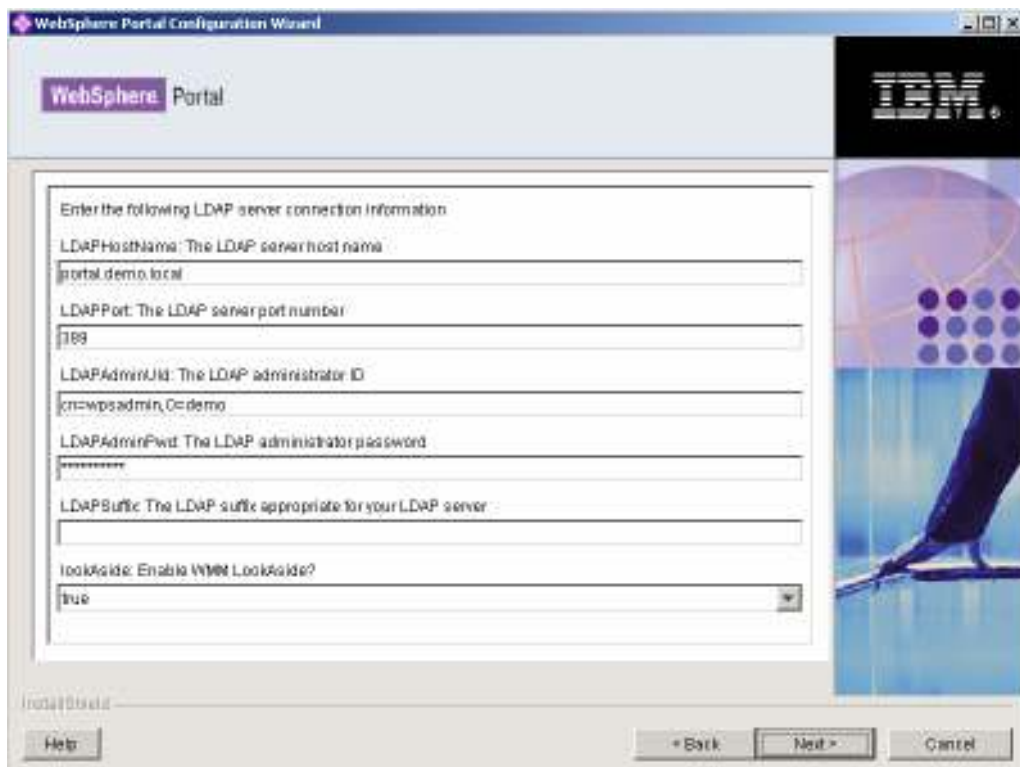 WebSphere Portal Configuration Wizard
WebSphere Portal
IBM
Enter the following LDAP server connection information
LDAPHostName: The LDAP server host name
portal.demo.local
LDAPPort: The LDAP server port number
389
LDAPAdminUId: The LDAP administrator ID
cn=wpsadmin,O=demo
LDAPAdminPwd: The LDAP administrator password
**********
LDAPSuffix: The LDAP suffix appropriate for your LDAP server
lookAside: Enable WMM LookAside?
true
InstallShield
Help
< Back
Next >
Cancel